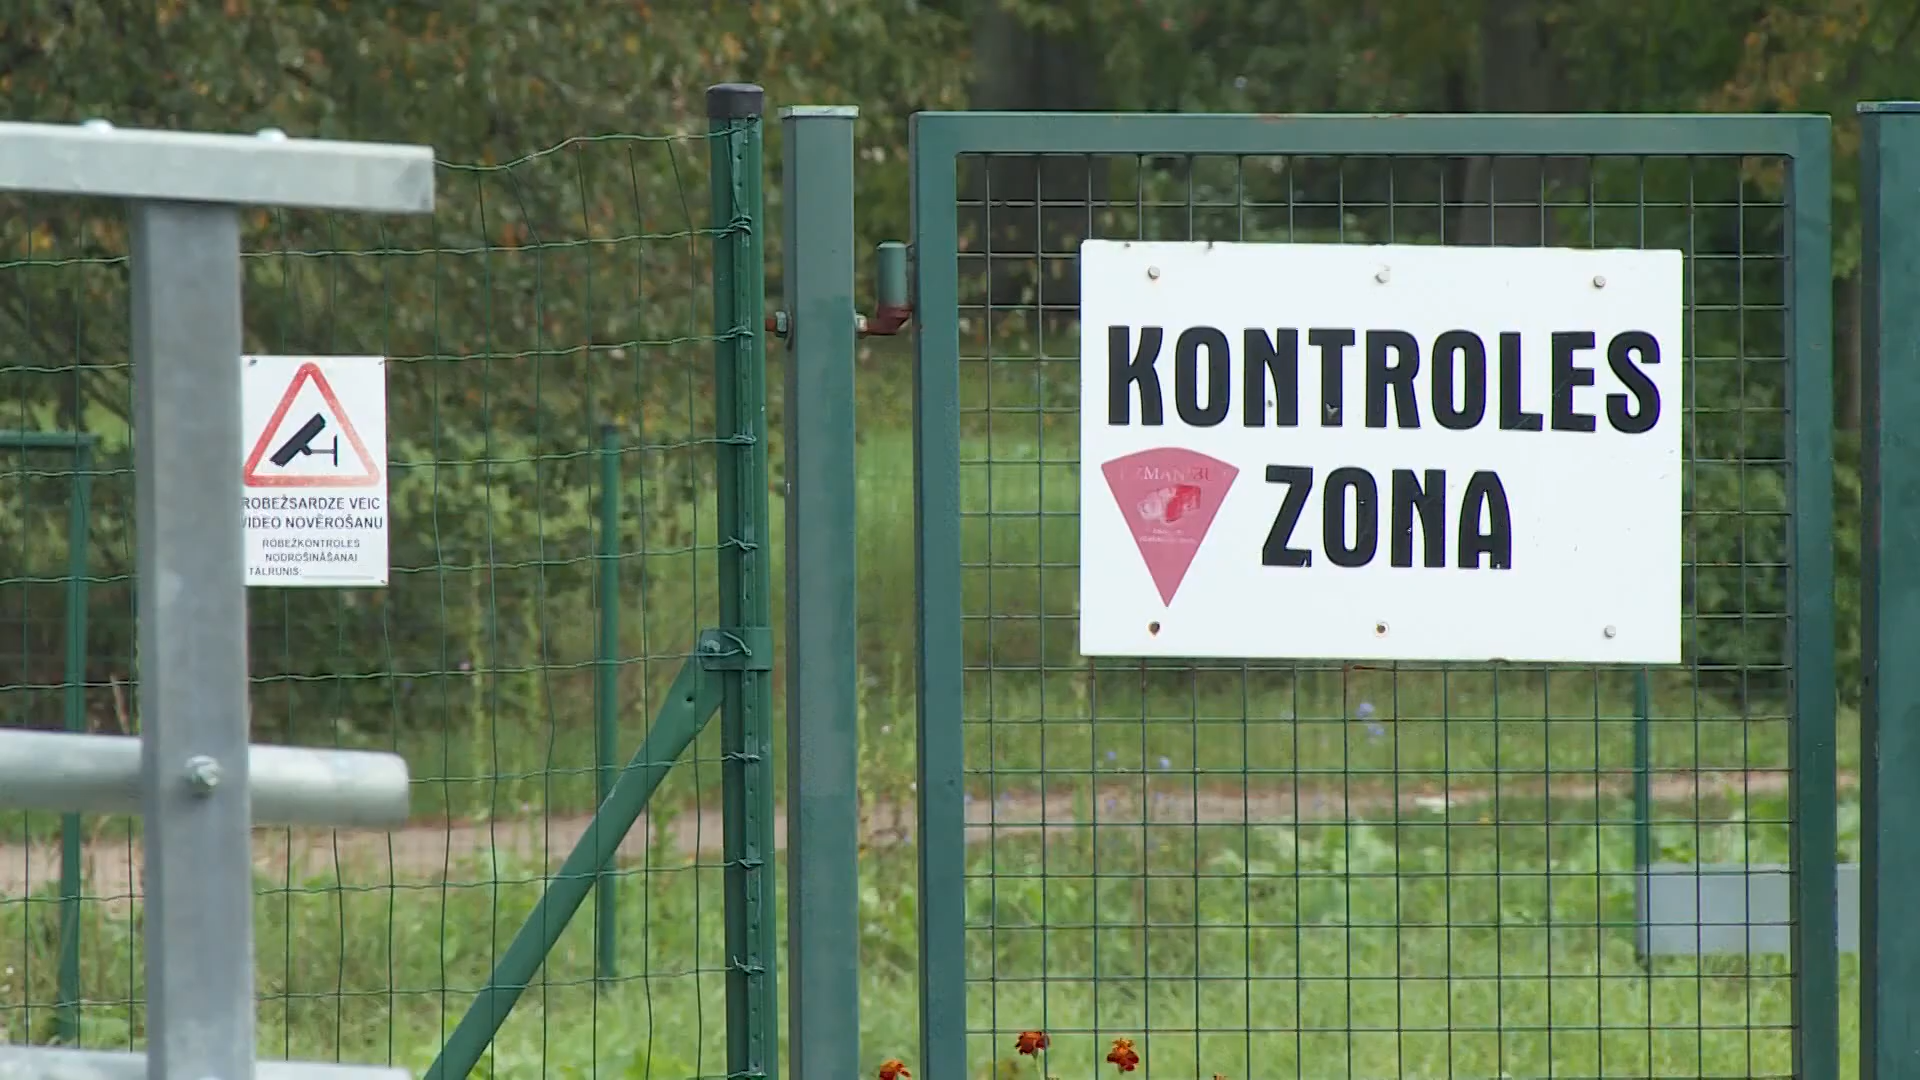 KONTROLES
ZONA
ROBEŽSARDZE VEIC
VIDEO NOVĒROŠANU
ROBEŽKONTROLES
NODROŠINĀŠANAI
TĀLRUNIS: